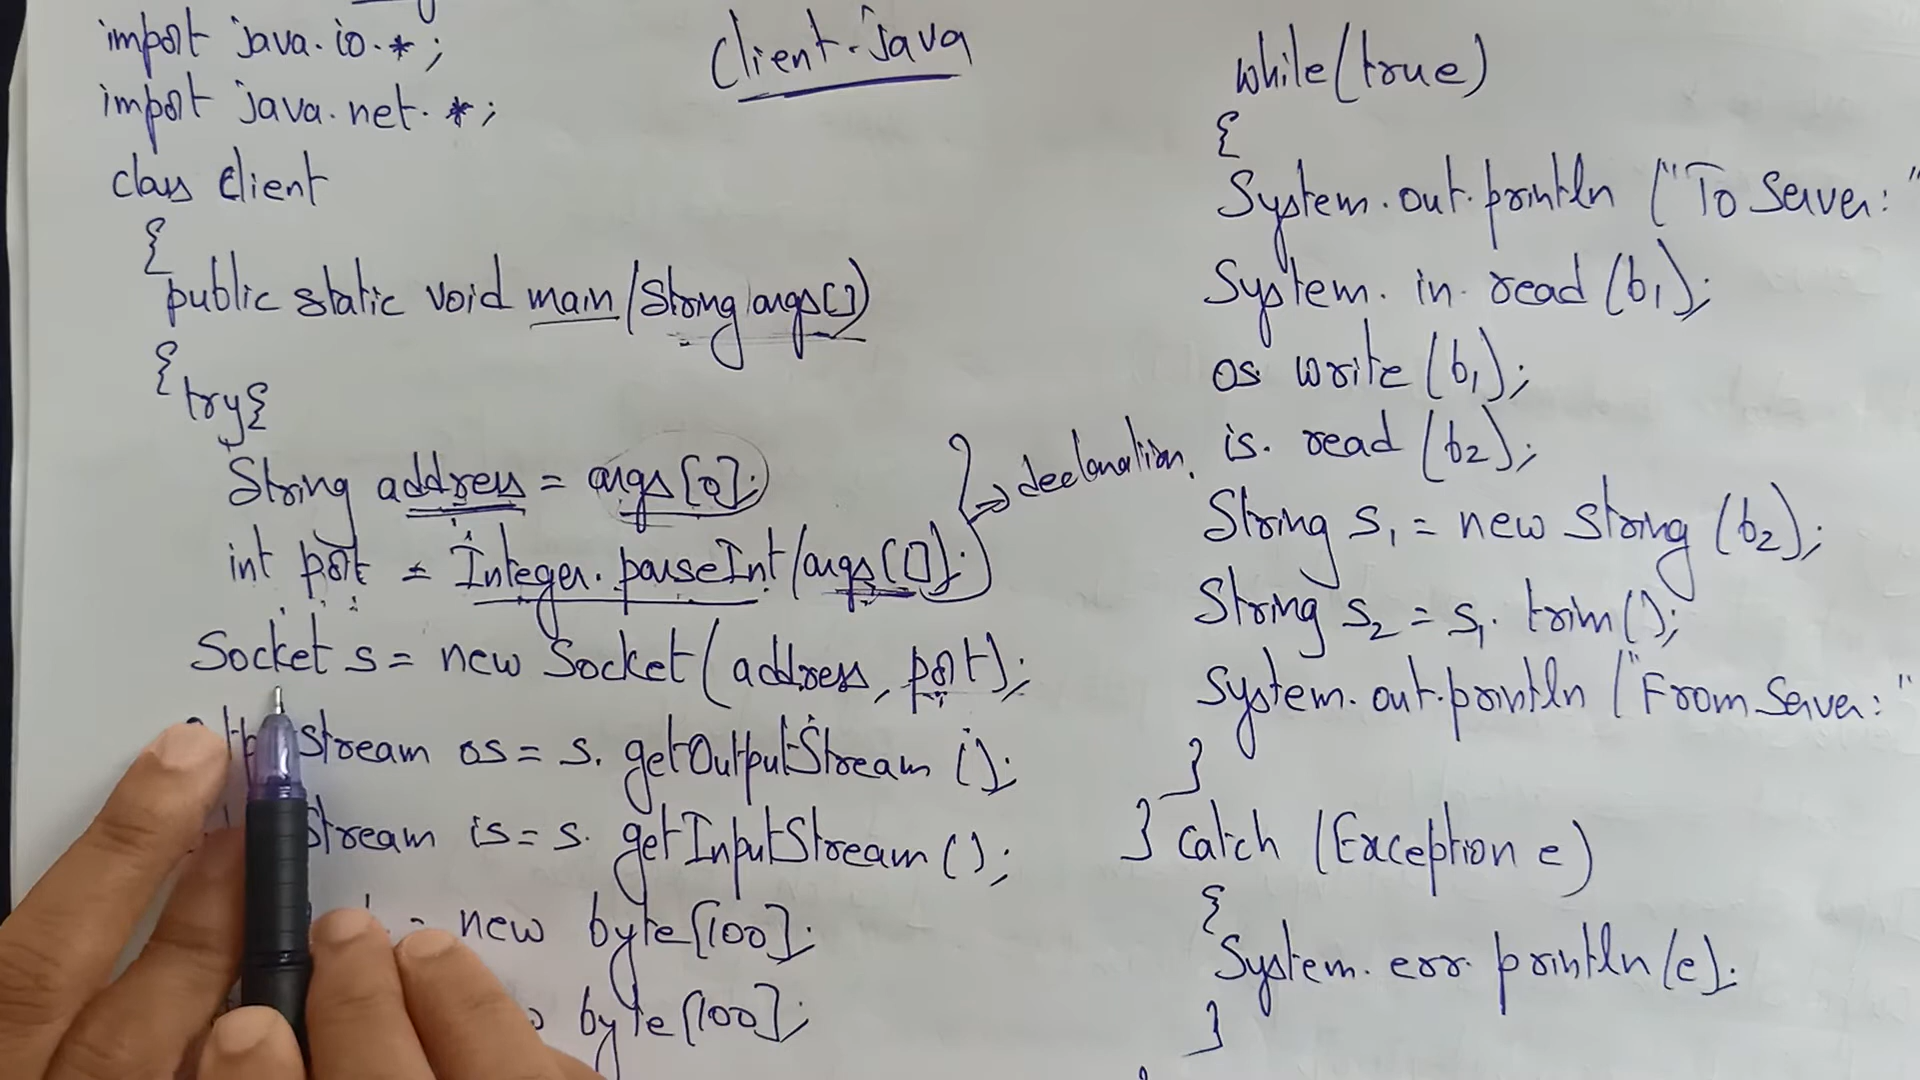 Client.java
import java.io.*;
import java.net.*;
class Client
{
public static void main(String args[])
{
try{
String address = args[0];
int port = Integer.parseInt(args[]);
Socket s = new Socket(address, port);
stream os = s.getOutputStream();
Stream is = s.getInputStream();
= new byte[100];
byte[100];
declaration.
while(true)
{
System.out.println ("To Server:"
System.in.read(b1);
os write(b1);
is.read(b2);
String s1 = new String(b2);
String s2 = s1.trim();
System.out.println("From Server:"
}
} catch (Exception e)
{
System.err.println(e);
}